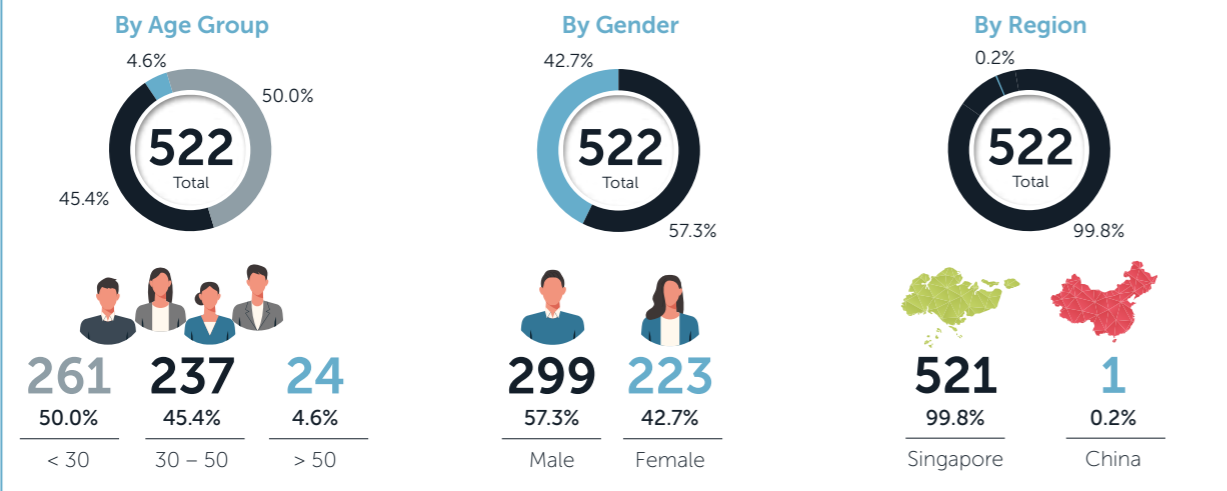 By Age Group
4.6%
50.0%
522
Total
45.4%
261
237
24
50.0%
45.4%
4.6%
< 30
30 – 50
> 50
By Gender
42.7%
522
Total
57.3%
299
223
57.3%
42.7%
Male
Female
By Region
0.2%
522
Total
99.8%
521
1
99.8%
0.2%
Singapore
China